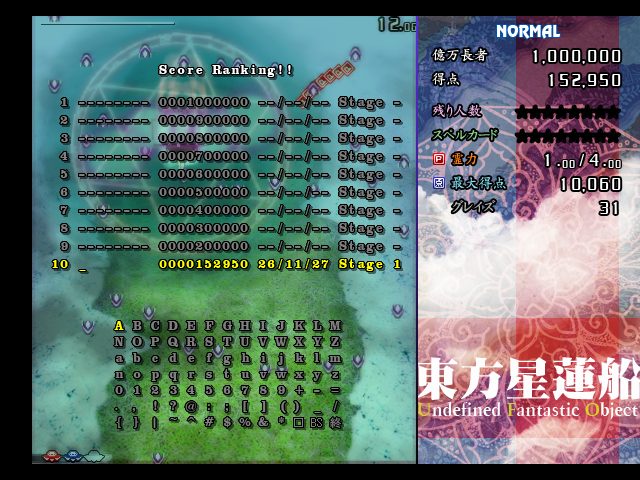 12.00
Score Ranking!!
1 -------- 0001000000 --/--/-- Stage -
2 -------- 0000900000 --/--/-- Stage -
3 -------- 0000800000 --/--/-- Stage -
4 -------- 0000700000 --/--/-- Stage -
5 -------- 0000600000 --/--/-- Stage -
6 -------- 0000500000 --/--/-- Stage -
7 -------- 0000400000 --/--/-- Stage -
8 -------- 0000300000 --/--/-- Stage -
9 -------- 0000200000 --/--/-- Stage -
10 _ 0000152950 26/11/27 Stage 1
A B C D E F G H I J K L M
N O P Q R S T U V W X Y Z
a b c d e f g h i j k l m
n o p q r s t u v w x y z
0 1 2 3 4 5 6 7 8 9 + - =
. , ! ? @ : ; [ ] ( ) _ /
{ } | ~ ^ # $ % & * □ BS 終
NORMAL
億万長者 1,000,000
得点 152,950
残り人数 ★★★★★★★★
スペルカード ★★★★★★★★
P 霊力 1.00/4.00
点 最大得点 10,060
グレイズ 31
東方星蓮船
Undefined Fantastic Object